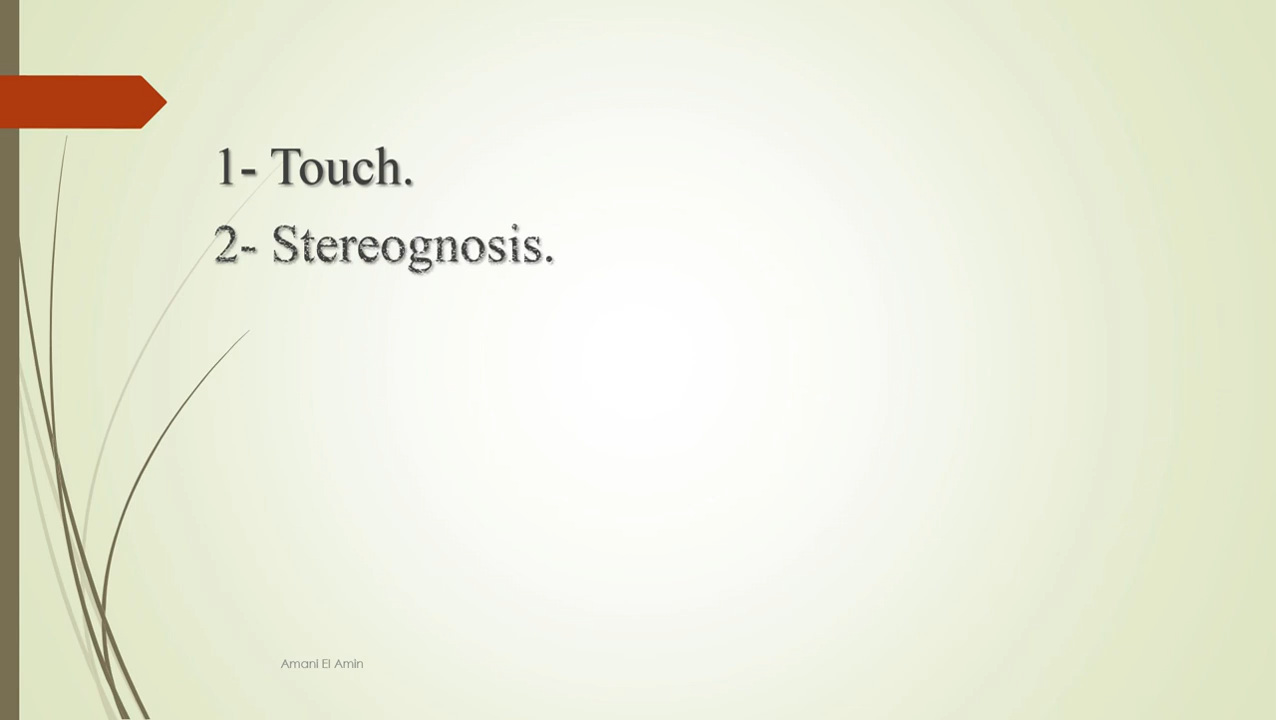 1- Touch.
2- Stereognosis.
Amani El Amin